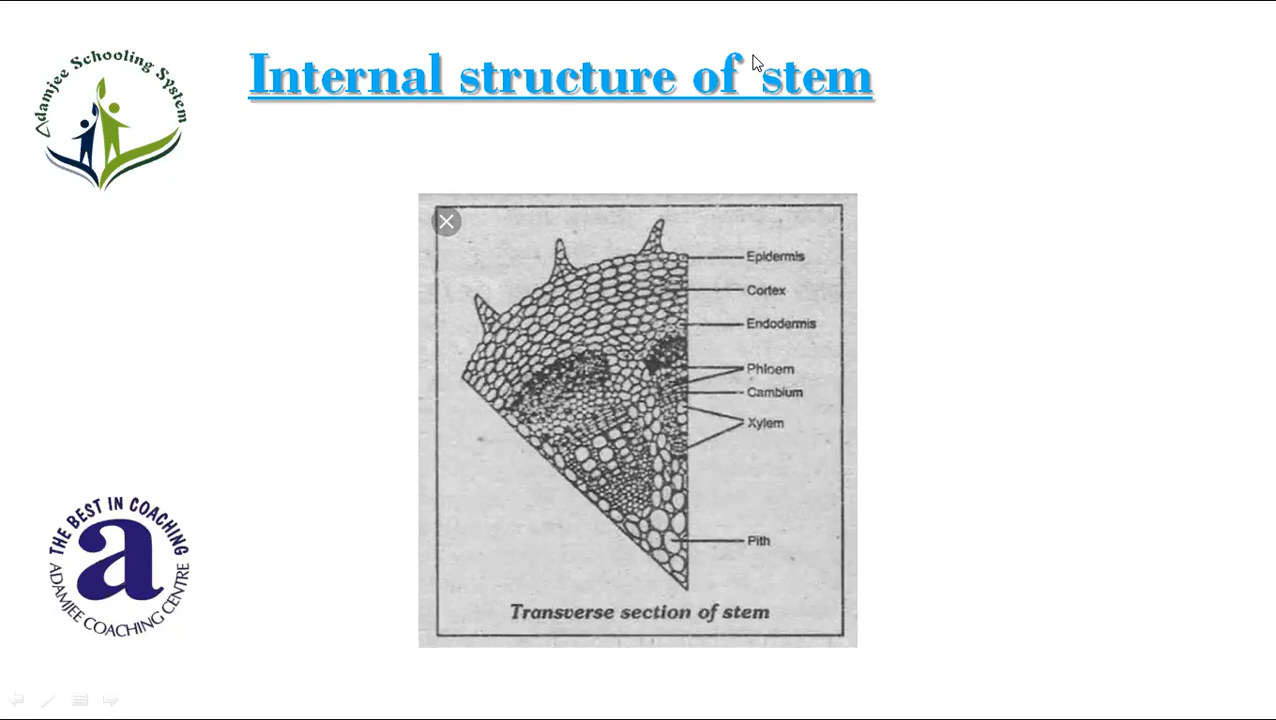 Adamjee Schooling System
Internal structure of stem
Epidermis
Cortex
Endodermis
Phloem
Cambium
Xylem
Pith
Transverse section of stem
THE BEST IN COACHING
a
ADAMJEE COACHING CENTRE